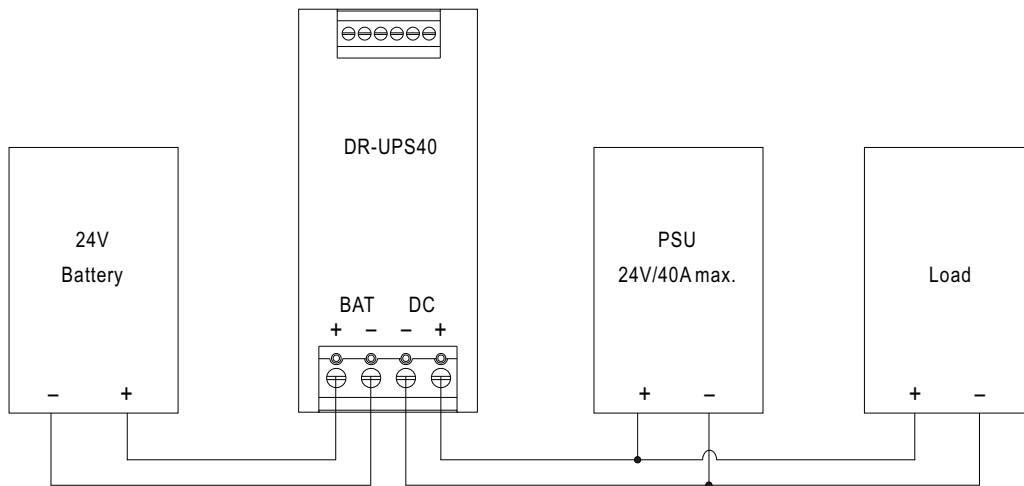 DR-UPS40
24V
Battery
PSU
24V/40A max.
Load
BAT DC
+ − − +
− +
+ −
+ −